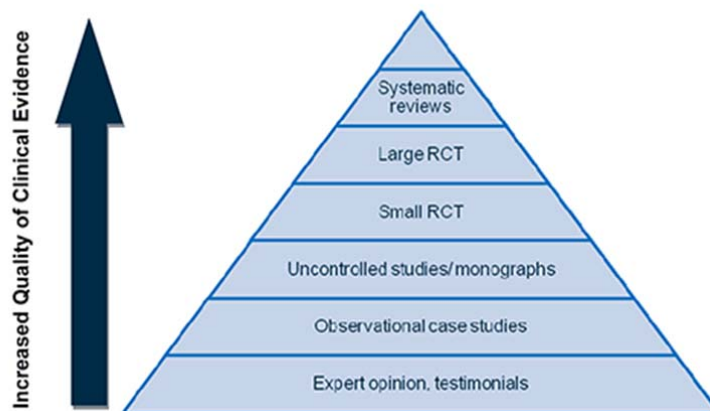 Increased Quality of Clinical Evidence
Systematic
reviews
Large RCT
Small RCT
Uncontrolled studies/monographs
Observational case studies
Expert opinion, testimonials